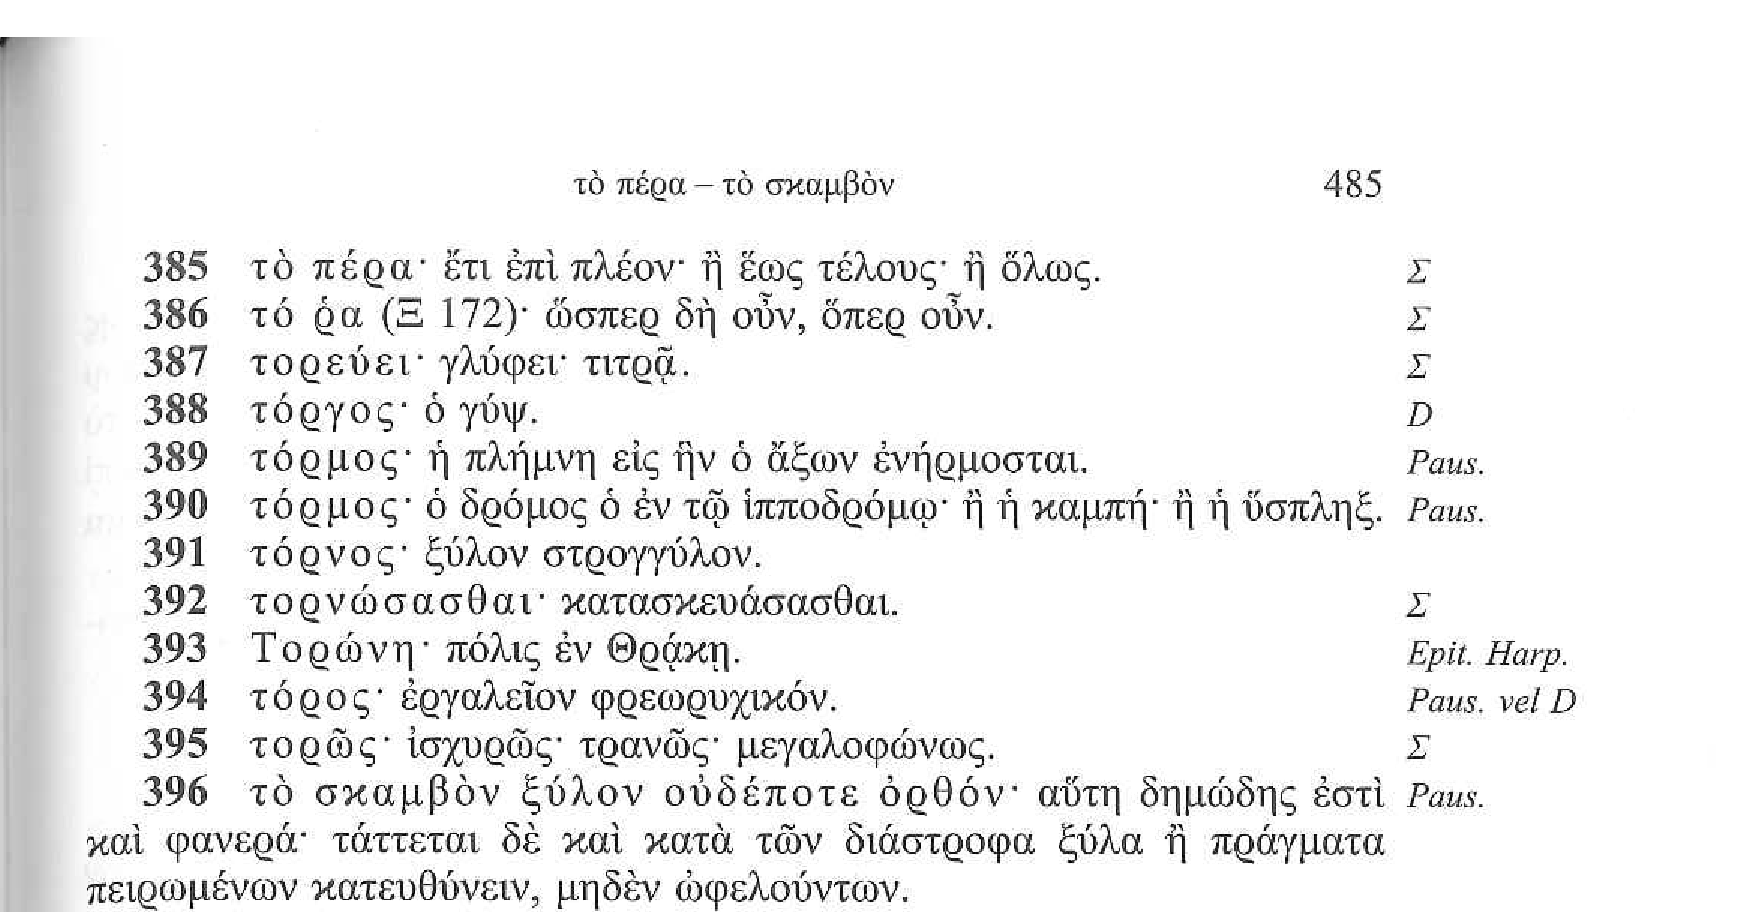 τὸ πέρα – τὸ σκαμβὸν 485
385 τὸ πέρα· ἔτι ἐπὶ πλέον· ἢ ἕως τέλους· ἢ ὅλως. Σ
386 τό ῥα (Ξ 172)· ὥσπερ δὴ οὖν, ὅπερ οὖν. Σ
387 τορεύει· γλύφει· τιτρᾷ. Σ
388 τόργος· ὁ γύψ. D
389 τόρμος· ἡ πλήμνη εἰς ἣν ὁ ἄξων ἐνήρμοσται. Paus.
390 τόρμος· ὁ δρόμος ὁ ἐν τῷ ἱπποδρόμῳ· ἢ ἡ καμπή· ἢ ἡ ὕσπληξ. Paus.
391 τόρνος· ξύλον στρογγύλον.
392 τορνώσασθαι· κατασκευάσασθαι. Σ
393 Τορώνη· πόλις ἐν Θρᾴκῃ. Epit. Harp.
394 τόρος· ἐργαλεῖον φρεωρυχικόν. Paus. vel D
395 τορῶς· ἰσχυρῶς· τρανῶς· μεγαλοφώνως. Σ
396 τὸ σκαμβὸν ξύλον οὐδέποτε ὀρθόν· αὕτη δημώδης ἐστὶ Paus.
καὶ φανερά· τάττεται δὲ καὶ κατὰ τῶν διάστροφα ξύλα ἢ πράγματα
πειρωμένων κατευθύνειν, μηδὲν ὠφελούντων.